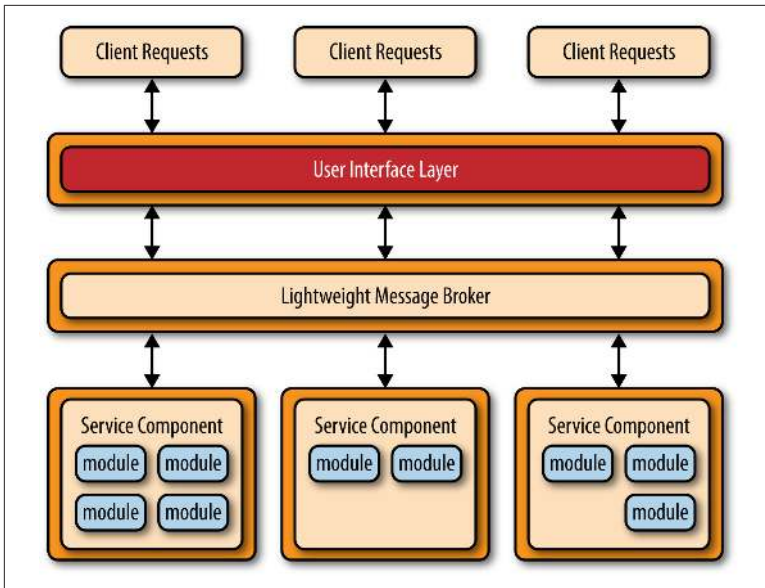 Client Requests
Client Requests
Client Requests
User Interface Layer
Lightweight Message Broker
Service Component
module module
module module
Service Component
module module
Service Component
module module
module